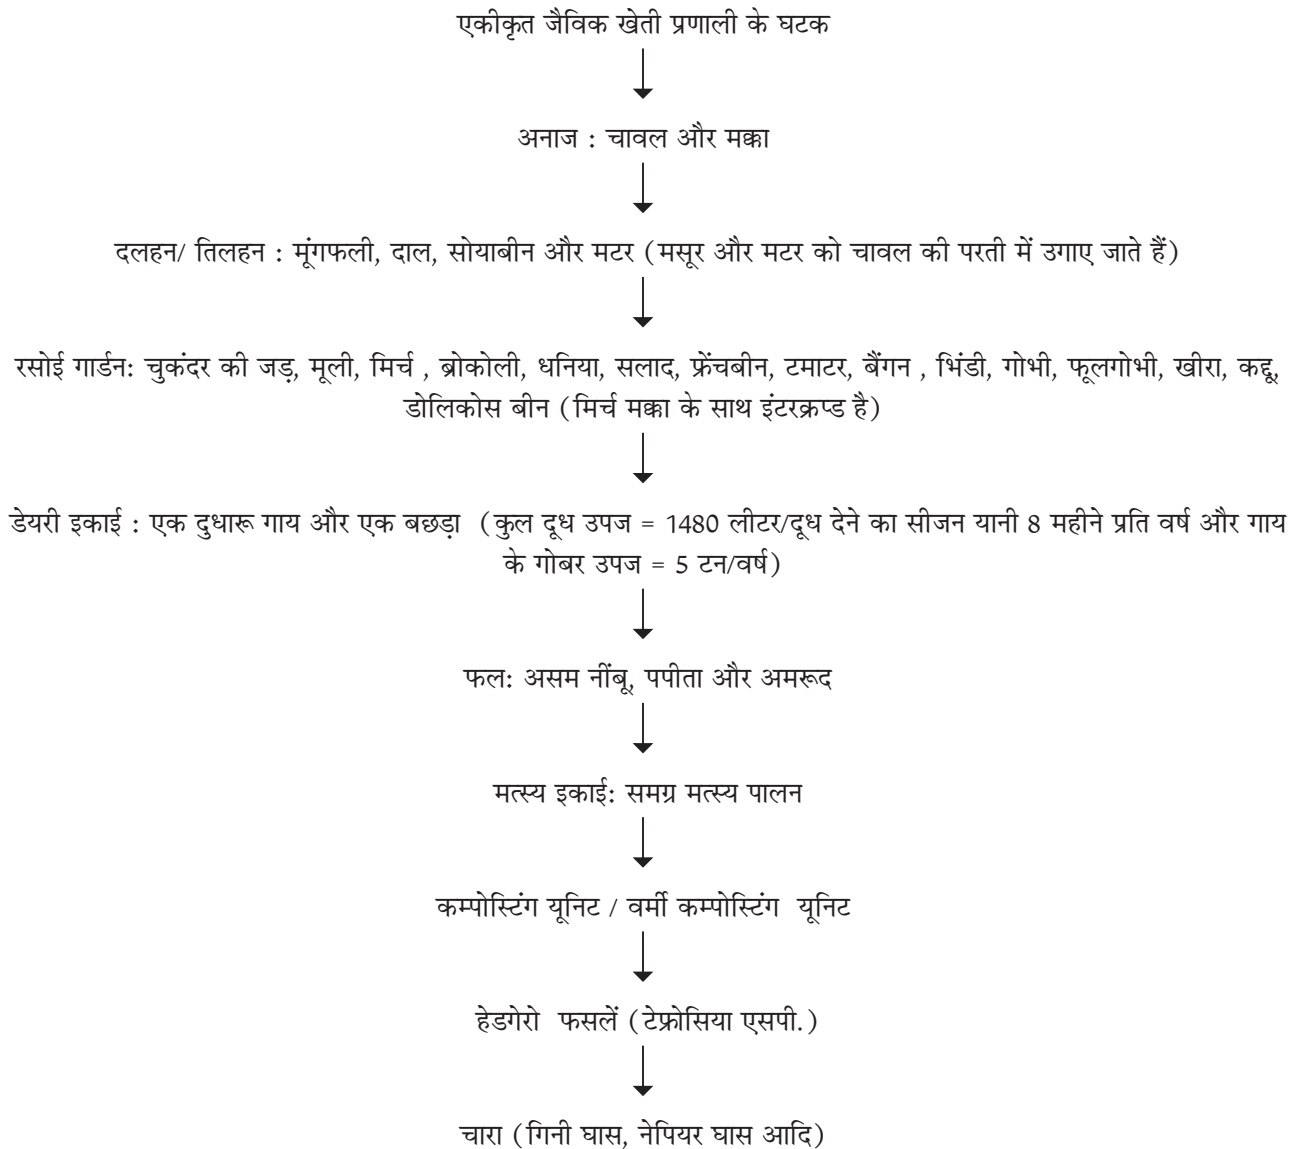 एकीकृत जैविक खेती प्रणाली के घटक
अनाज : चावल और मक्का
दलहन/ तिलहन : मूंगफली, दाल, सोयाबीन और मटर (मसूर और मटर को चावल की परती में उगाए जाते हैं)
रसोई गार्डन: चुकंदर की जड़, मूली, मिर्च , ब्रोकोली, धनिया, सलाद, फ्रेंचबीन, टमाटर, बैंगन , भिंडी, गोभी, फूलगोभी, खीरा, कद्दू,
डोलिकोस बीन (मिर्च मक्का के साथ इंटरक्रप्ड है)
डेयरी इकाई : एक दुधारू गाय और एक बछड़ा (कुल दूध उपज = 1480 लीटर/दूध देने का सीजन यानी 8 महीने प्रति वर्ष और गाय
के गोबर उपज = 5 टन/वर्ष)
फल: असम नींबू, पपीता और अमरूद
मत्स्य इकाई: समग्र मत्स्य पालन
कम्पोस्टिंग यूनिट / वर्मी कम्पोस्टिंग यूनिट
हेडगेरो फसलें (टेफ्रोसिया एसपी.)
चारा (गिनी घास, नेपियर घास आदि)